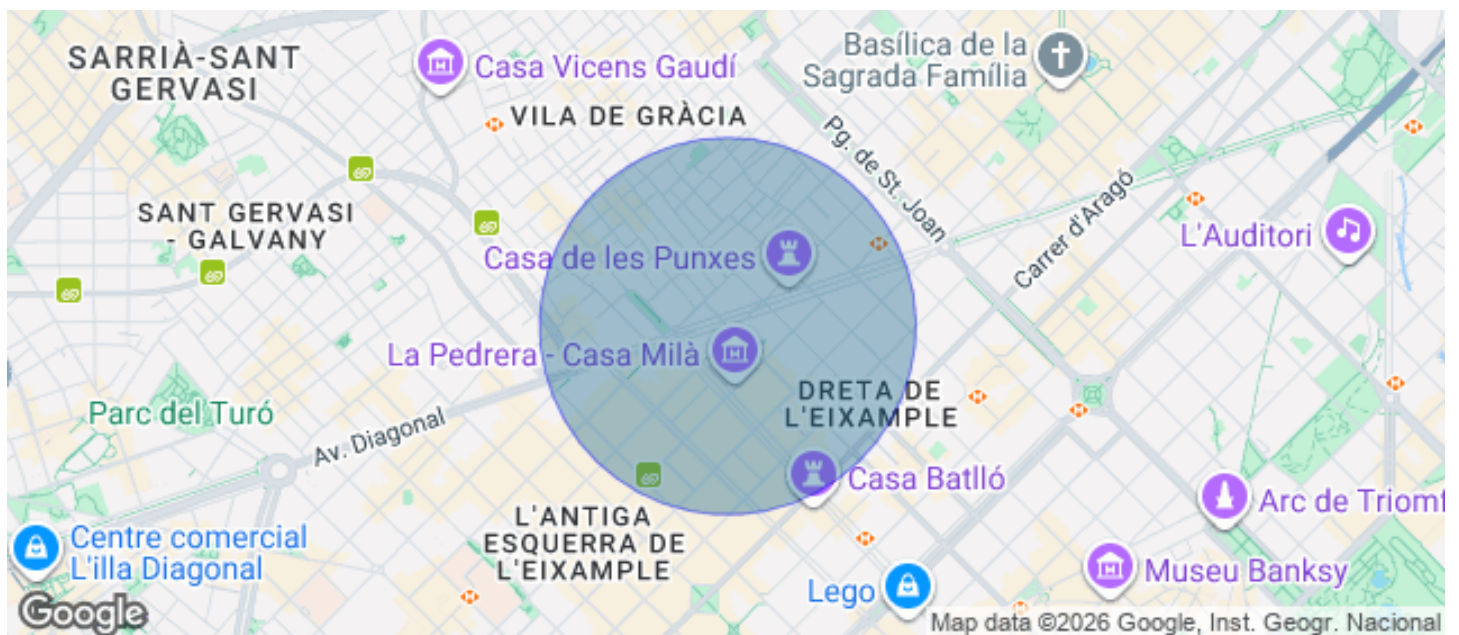 SARRIÀ-SANT
GERVASI
Casa Vicens Gaudí
Basílica de la
Sagrada Família
VILA DE GRÀCIA
Pg. de St. Joan
Carrer d'Aragó
SANT GERVASI
- GALVANY
L'Auditori
Casa de les Punxes
La Pedrera - Casa Milà
DRETA DE
L'EIXAMPLE
Parc del Turó
Av. Diagonal
Casa Batlló
Arc de Triomf
L'ANTIGA
ESQUERRA DE
L'EIXAMPLE
Centre comercial
L'illa Diagonal
Museu Banksy
Lego
Google
Map data ©2026 Google, Inst. Geogr. Nacional